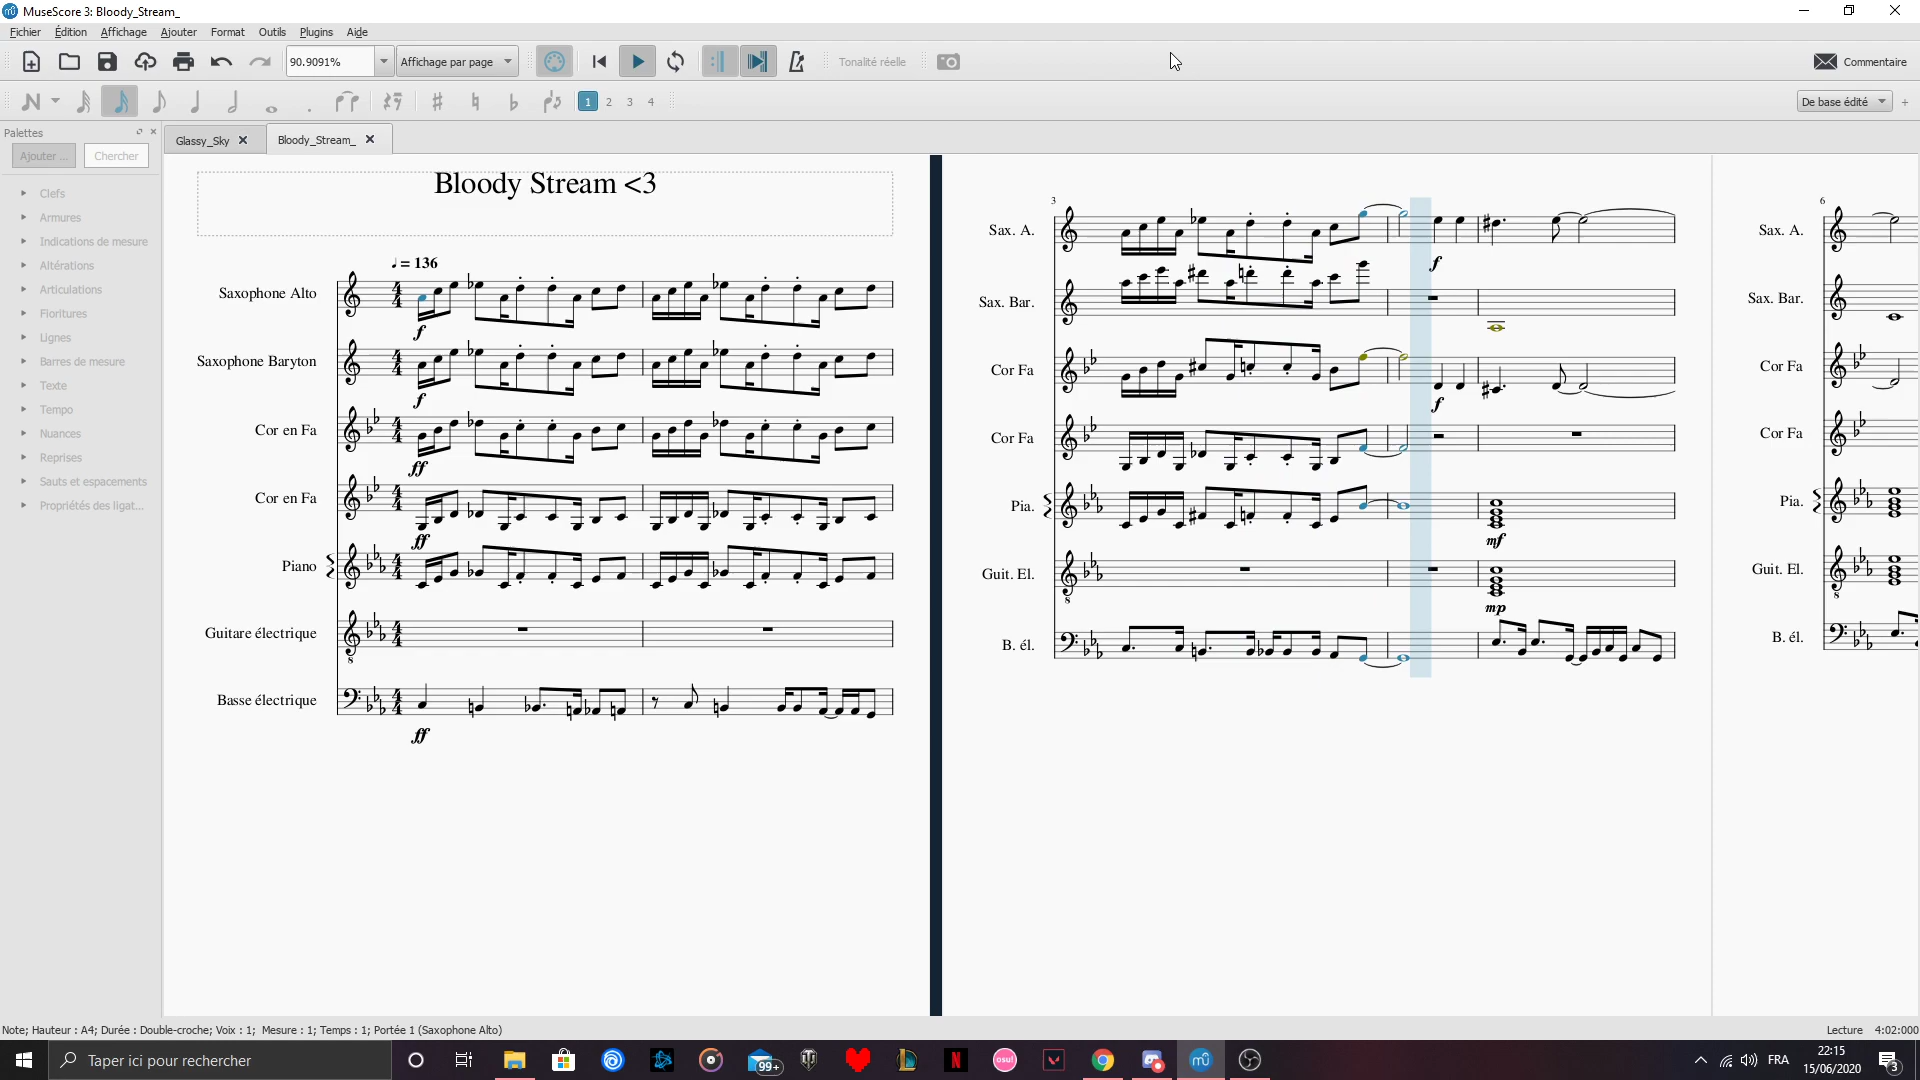 MuseScore 3: Bloody_Stream_
Fichier Édition Affichage Ajouter Format Outils Plugins Aide
90.9091% Affichage par page Tonalité réelle Commentaire
1 2 3 4 De base édité +
Palettes
Ajouter ... Chercher
Glassy_Sky Bloody_Stream_
Clefs
Armures
Indications de mesure
Altérations
Articulations
Fioritures
Lignes
Barres de mesure
Texte
Tempo
Nuances
Reprises
Sauts et espacements
Propriétés des ligat...
Bloody Stream <3
= 136
Saxophone Alto
f
Saxophone Baryton
f
Cor en Fa
ff
Cor en Fa
ff
Piano
Guitare électrique
Basse électrique
ff
3
Sax. A.
f
Sax. Bar.
Cor Fa
f
Cor Fa
Pia.
mf
Guit. El.
mp
B. él.
6
Sax. A.
Sax. Bar.
Cor Fa
Cor Fa
Pia.
Guit. El.
B. él.
Note; Hauteur : A4; Durée : Double-croche; Voix : 1; Mesure : 1; Temps : 1; Portée 1 (Saxophone Alto) Lecture 4:02:000
Taper ici pour rechercher 99+ osu! N mû FRA 22:15
15/06/2020 3